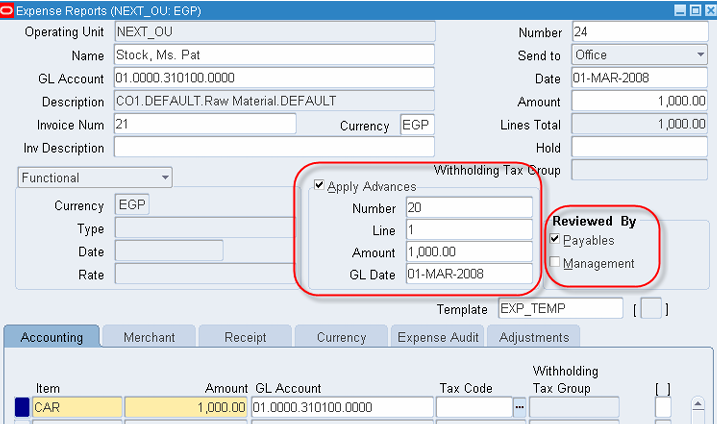 Expense Reports (NEXT_OU: EGP)
Operating Unit NEXT_OU Number 24
Name Stock, Ms. Pat Send to Office
GL Account 01.0000.310100.0000 Date 01-MAR-2008
Description CO1.DEFAULT.Raw Material.DEFAULT Amount 1,000.00
Invoice Num 21 Currency EGP Lines Total 1,000.00
Inv Description Hold
Withholding Tax Group
Functional
Apply Advances
Currency EGP Number 20 Reviewed By
Type Line 1 Payables
Date Amount 1,000.00 Management
Rate GL Date 01-MAR-2008
Template EXP_TEMP [ ]
Accounting Merchant Receipt Currency Expense Audit Adjustments
Withholding
Item Amount GL Account Tax Code Tax Group [ ]
CAR 1,000.00 01.0000.310100.0000 ...